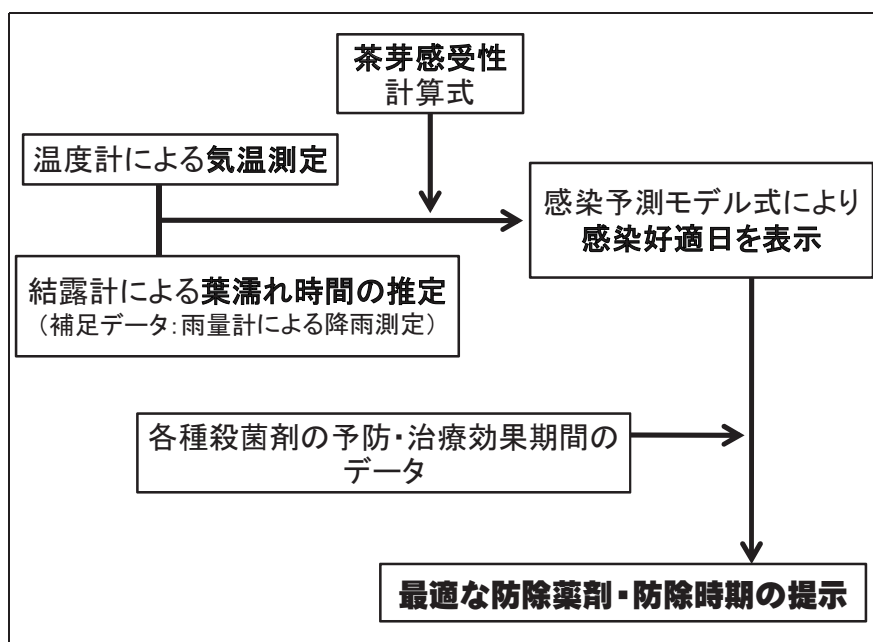 茶芽感受性
計算式
温度計による気温測定
感染予測モデル式により
感染好適日を表示
結露計による葉濡れ時間の推定
（補足データ：雨量計による降雨測定）
各種殺菌剤の予防・治療効果期間の
データ
最適な防除薬剤・防除時期の提示